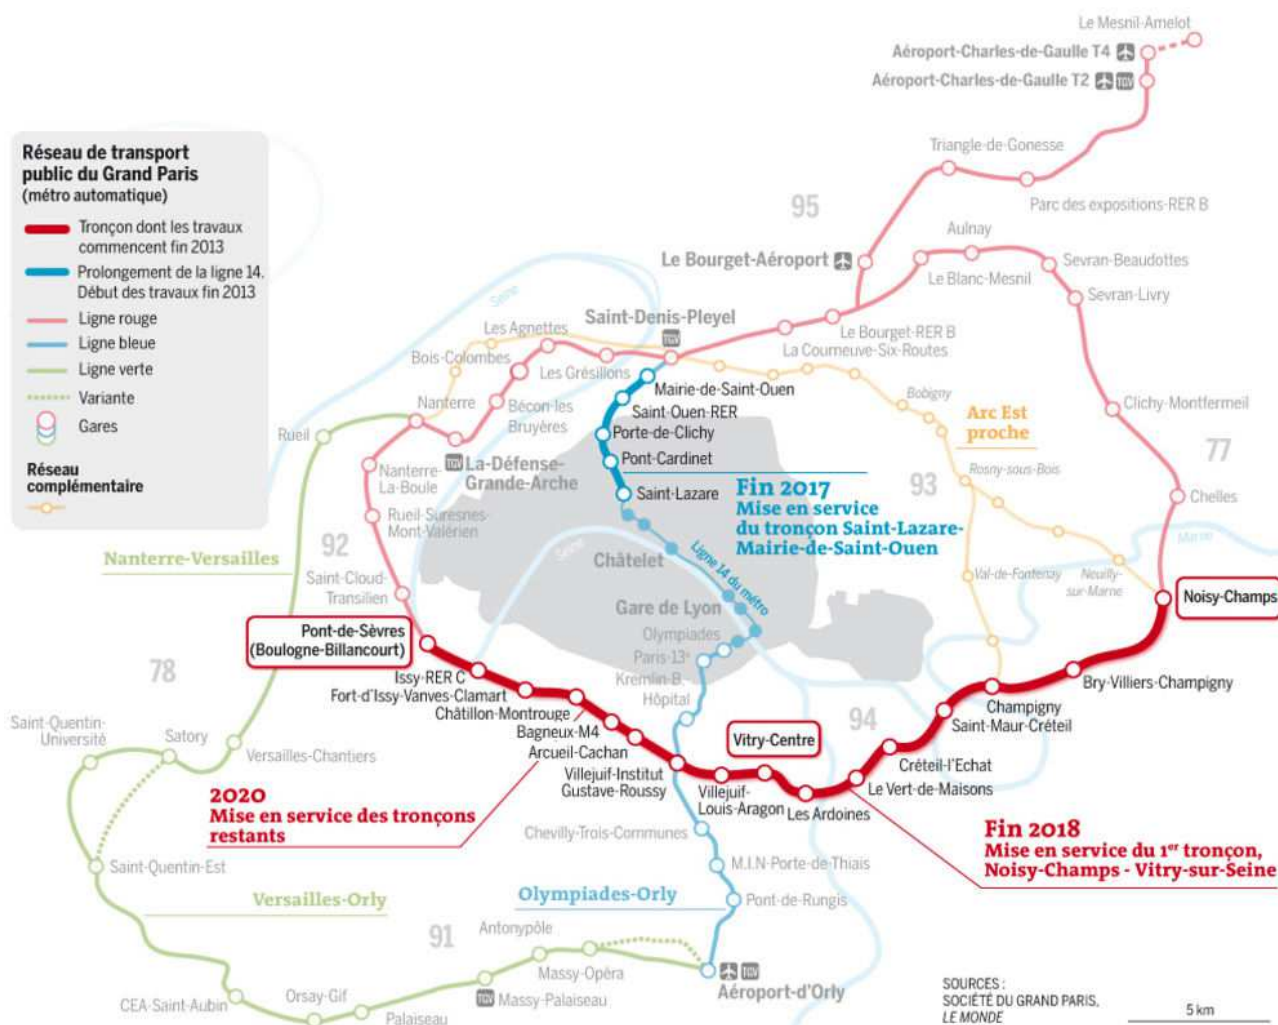 Le Mesnil-Amelot
Aéroport-Charles-de-Gaulle T4
Aéroport-Charles-de-Gaulle T2 TGV
Réseau de transport
public du Grand Paris
(métro automatique)
Tronçon dont les travaux
commencent fin 2013
Prolongement de la ligne 14.
Début des travaux fin 2013
Ligne rouge
Ligne bleue
Ligne verte
Variante
Gares
Réseau
complémentaire
Triangle-de-Gonesse
Parc des expositions-RER B
95
Aulnay
Le Bourget-Aéroport
Le Blanc-Mesnil
Sevran-Beaudottes
Sevran-Livry
Seine
Saint-Denis-Pleyel
TGV
Les Agnettes
Le Bourget-RER B
La Courneuve-Six-Routes
Bois-Colombes
Les Grésillons
Mairie-de-Saint-Ouen
Nanterre
Bécon-les
Bruyères
Saint-Ouen-RER
Bobigny
Arc Est
proche
Clichy-Montfermeil
Rueil
Porte-de-Clichy
77
Nanterre-
La-Boule
TGV La-Défense-
Grande-Arche
Pont-Cardinet
Rosny-sous-Bois
93
Saint-Lazare
Fin 2017
Mise en service
du tronçon Saint-Lazare-
Mairie-de-Saint-Ouen
Chelles
Rueil-Suresnes-
Mont-Valérien
92
Nanterre-Versailles
Seine
Châtelet
Ligne 14 du métro
Marne
Saint-Cloud-
Transilien
Val-de-Fontenay
Neuilly-
sur-Marne
Noisy-Champs
Gare de Lyon
Pont-de-Sèvres
(Boulogne-Billancourt)
Olympiades
Paris-13e
Kremlin-B.
Hôpital
78
Issy-RER C
Fort-d'Issy-Vanves-Clamart
Châtillon-Montrouge
Bagneux-M4
Arcueil-Cachan
Villejuif-Institut
Gustave-Roussy
Vitry-Centre
94
Bry-Villiers-Champigny
Champigny
Saint-Maur-Créteil
Créteil-l'Echat
Le Vert-de-Maisons
Villejuif-
Louis-Aragon
Les Ardoines
Saint-Quentin-
Université
Satory
Versailles-Chantiers
2020
Mise en service des tronçons
restants
Fin 2018
Mise en service du 1er tronçon,
Noisy-Champs - Vitry-sur-Seine
Chevilly-Trois-Communes
M.I.N-Porte-de-Thiais
Saint-Quentin-Est
Versailles-Orly
Olympiades-Orly
Pont-de-Rungis
91
Antonypôle
Massy-Opéra
TGV
Aéroport-d'Orly
TGV Massy-Palaiseau
CEA-Saint-Aubin
Orsay-Gif
Palaiseau
SOURCES :
SOCIÉTÉ DU GRAND PARIS,
LE MONDE
5 km